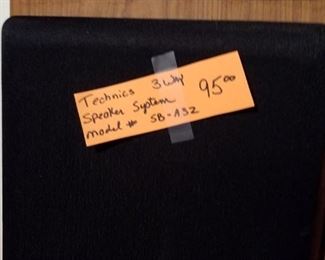 Technics 3 Way 95.00
Speaker System
Model # SB-A32